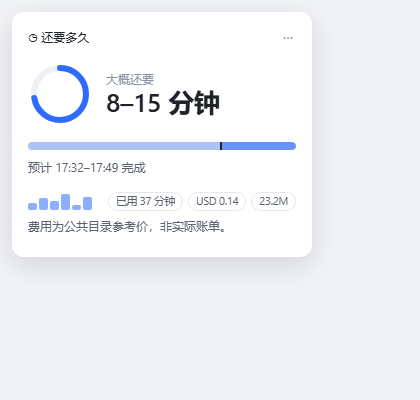 还要多久
大概还要
8–15 分钟
预计 17:32–17:49 完成
已用 37 分钟 USD 0.14 23.2M
费用为公共目录参考价，非实际账单。